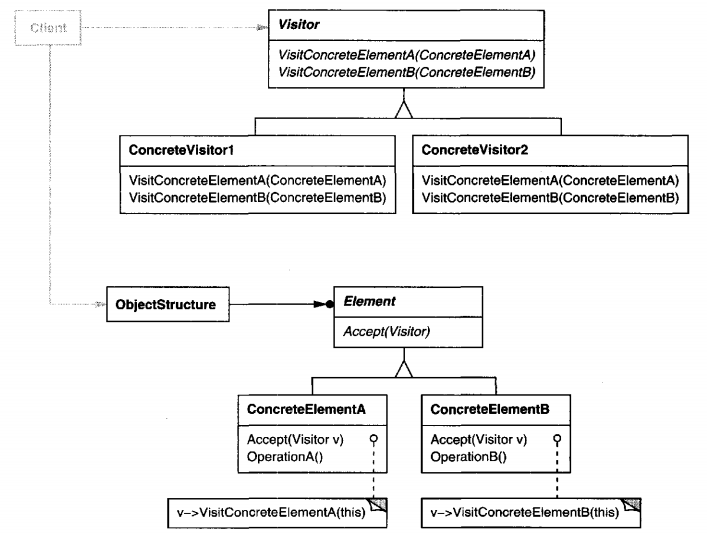 Client
Visitor
VisitConcreteElementA(ConcreteElementA)
VisitConcreteElementB(ConcreteElementB)
ConcreteVisitor1
VisitConcreteElementA(ConcreteElementA)
VisitConcreteElementB(ConcreteElementB)
ConcreteVisitor2
VisitConcreteElementA(ConcreteElementA)
VisitConcreteElementB(ConcreteElementB)
ObjectStructure
Element
Accept(Visitor)
ConcreteElementA
Accept(Visitor v)
OperationA()
ConcreteElementB
Accept(Visitor v)
OperationB()
v->VisitConcreteElementA(this)
v->VisitConcreteElementB(this)